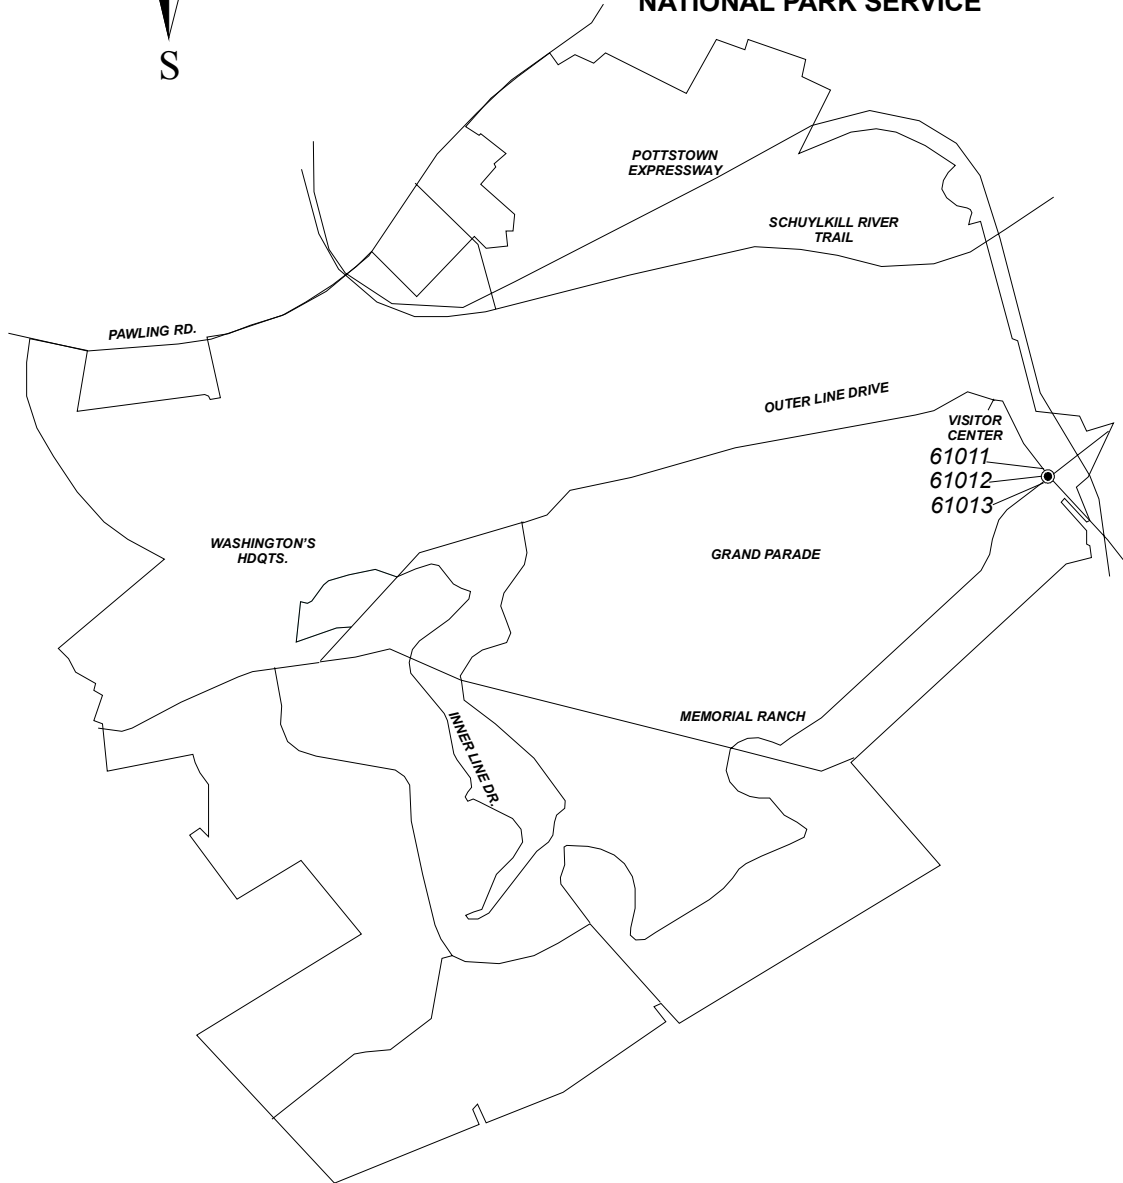 NATIONAL PARK SERVICE
S
POTTSTOWN
EXPRESSWAY
SCHUYLKILL RIVER
TRAIL
PAWLING RD.
OUTER LINE DRIVE
VISITOR
CENTER
61011
61012
61013
WASHINGTON'S
HDQTS.
GRAND PARADE
MEMORIAL RANCH
INNER LINE DR.